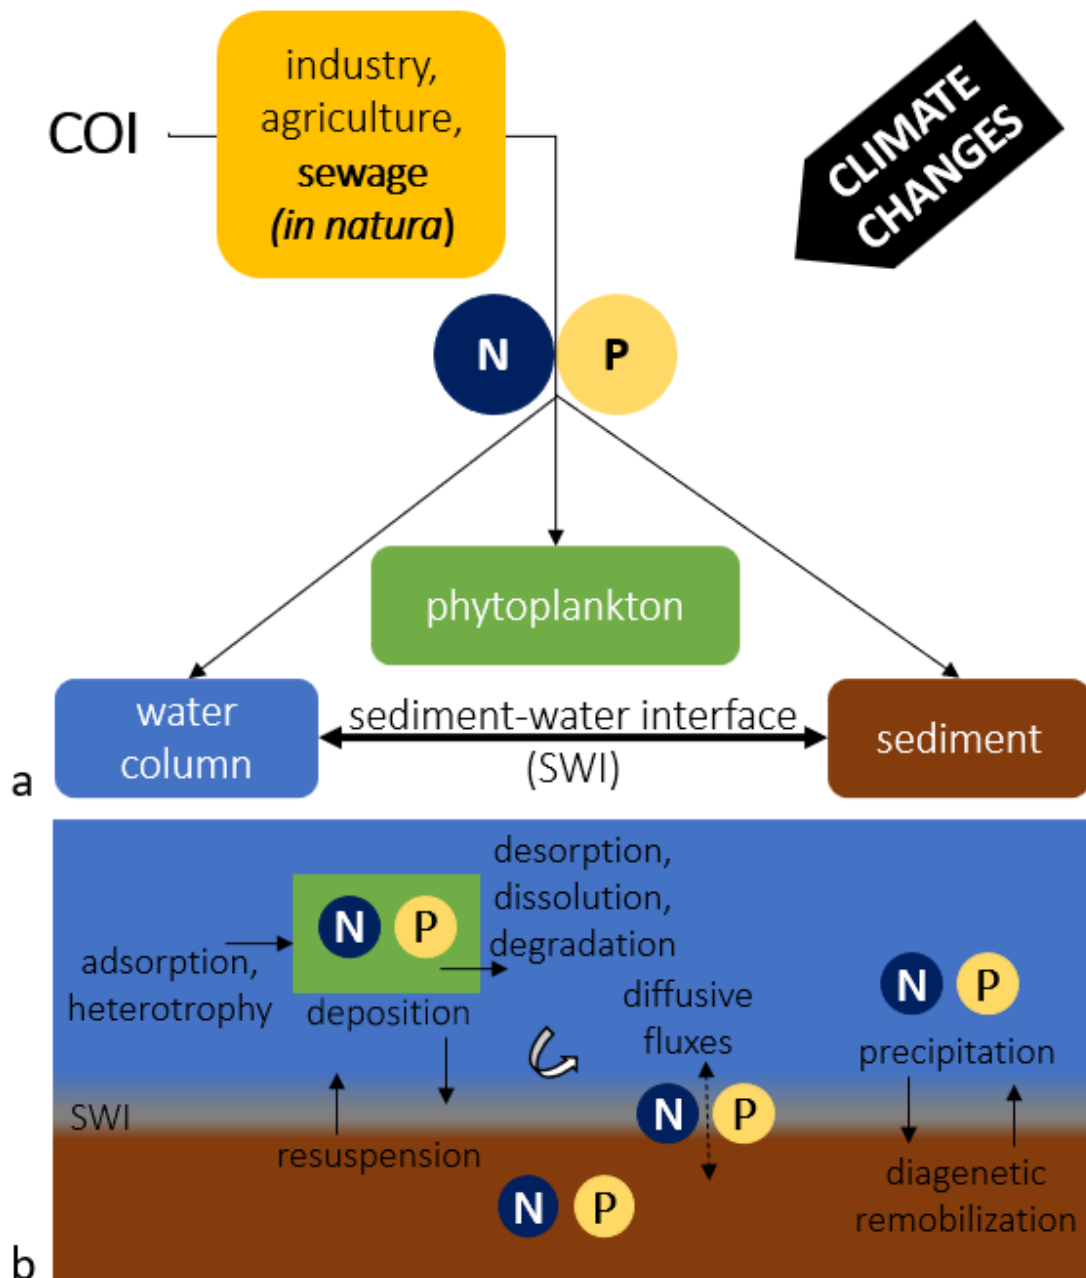 industry,
agriculture,
sewage
(in natura)
COI
CLIMATE
CHANGES
N
P
phytoplankton
water
column
sediment-water interface
(SWI)
sediment
a
desorption,
dissolution,
degradation
N
P
adsorption,
heterotrophy
deposition
diffusive
fluxes
N
P
precipitation
SWI
N
P
resuspension
N
P
diagenetic
remobilization
b